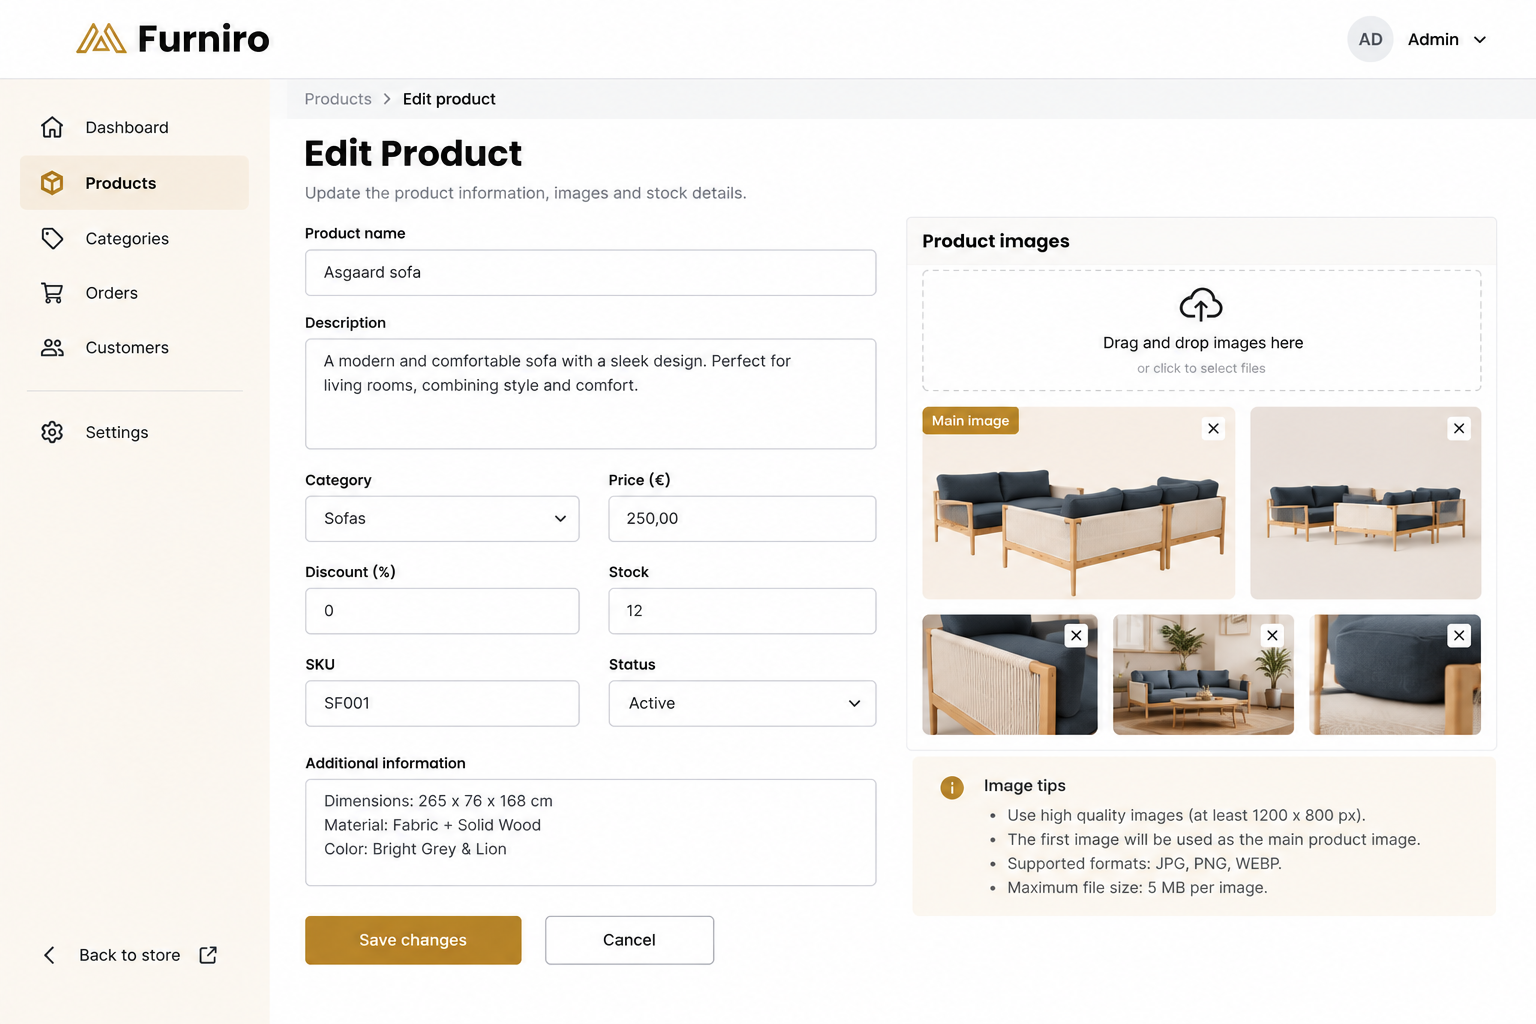 Furniro
AD
Admin
Dashboard
Products
Categories
Orders
Customers
Settings
Back to store
Products > Edit product
Edit Product
Update the product information, images and stock details.
Product name
Asgaard sofa
Description
A modern and comfortable sofa with a sleek design. Perfect for
living rooms, combining style and comfort.
Category
Price (€)
Sofas
250,00
Discount (%)
Stock
0
12
SKU
Status
SF001
Active
Additional information
Dimensions: 265 x 76 x 168 cm
Material: Fabric + Solid Wood
Color: Bright Grey & Lion
Save changes
Cancel
Product images
Drag and drop images here
or click to select files
Main image
Image tips
• Use high quality images (at least 1200 x 800 px).
• The first image will be used as the main product image.
• Supported formats: JPG, PNG, WEBP.
• Maximum file size: 5 MB per image.